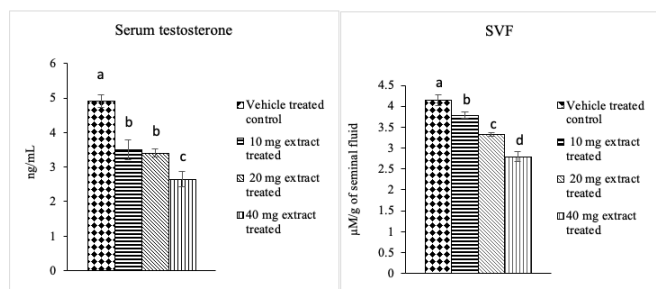 Serum testosterone
6
5
4
3
2
1
0
ng/mL
a
b
b
c
Vehicle treated
control
10 mg extract
treated
20 mg extract
treated
40 mg extract
treated
SVF
4.5
4
3.5
3
2.5
2
1.5
1
0.5
0
μM/g of seminal fluid
a
b
c
d
Vehicle treated
control
10 mg extract
treated
20 mg extract
treated
40 mg extract
treated